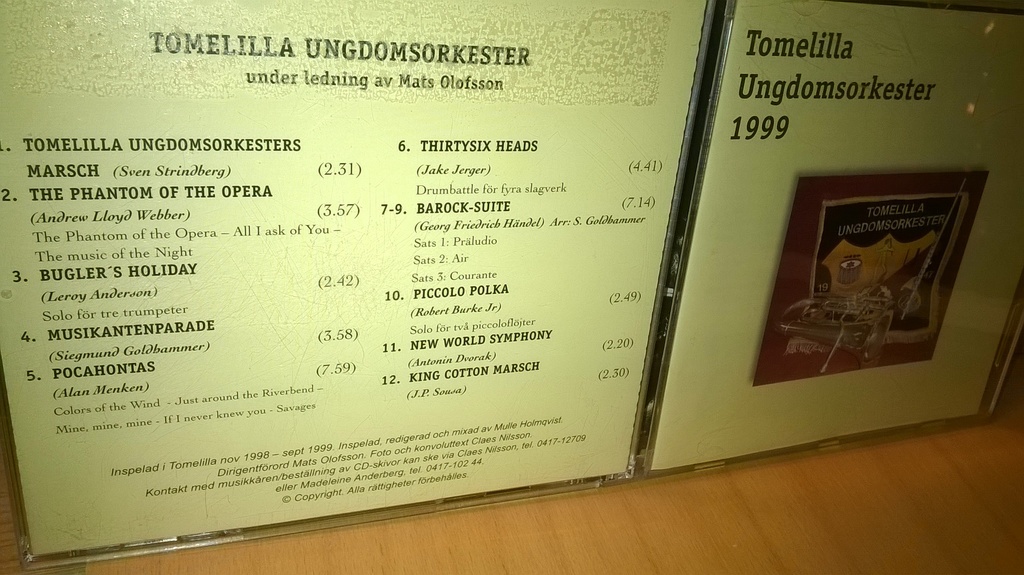 TOMELILLA UNGDOMSORKESTER
under ledning av Mats Olofsson
1. TOMELILLA UNGDOMSORKESTERS
MARSCH (Sven Strindberg) (2.31)
2. THE PHANTOM OF THE OPERA
(Andrew Lloyd Webber) (3.57)
The Phantom of the Opera – All I ask of You –
The music of the Night
3. BUGLER´S HOLIDAY
(Leroy Anderson) (2.42)
Solo för tre trumpeter
4. MUSIKANTENPARADE
(Siegmund Goldhammer) (3.58)
5. POCAHONTAS
(Alan Menken) (7.59)
Colors of the Wind - Just around the Riverbend –
Mine, mine, mine - If I never knew you - Savages
6. THIRTYSIX HEADS
(Jake Jerger) (4.41)
Drumbattle för fyra slagverk
7-9. BAROCK-SUITE (7.14)
(Georg Friedrich Händel) Arr: S. Goldhammer
Sats 1: Präludio
Sats 2: Air
Sats 3: Courante
10. PICCOLO POLKA
(Robert Burke Jr) (2.49)
Solo för två piccoloflöjter
11. NEW WORLD SYMPHONY
(Antonin Dvorak) (2.20)
12. KING COTTON MARSCH
(J.P. Sousa) (2.30)
Inspelad i Tomelilla nov 1998 – sept 1999. Inspelad, redigerad och mixad av Mulle Holmqvist.
Dirigentförord Mats Olofsson. Foto och konvoluttext Claes Nilsson.
Kontakt med musikkåren/beställning av CD-skivor kan ske via Claes Nilsson, tel. 0417-12709
eller Madeleine Anderberg, tel. 0417-102 44.
© Copyright. Alla rättigheter förbehålles.
Tomelilla
Ungdomsorkester
1999
TOMELILLA
UNGDOMSORKESTER
19